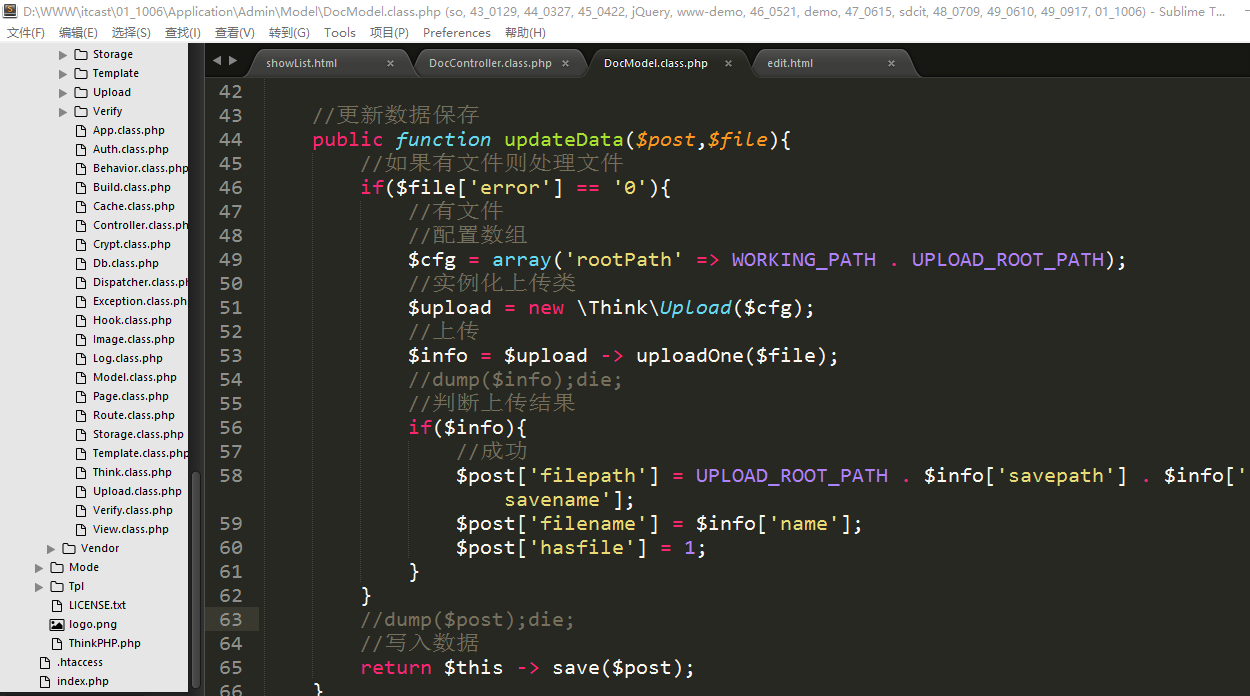 D:\WWW\itcast\01_1006\Application\Admin\Model\DocModel.class.php (so, 43_0129, 44_0327, 45_0422, jQuery, www-demo, 46_0521, demo, 47_0615, sdcit, 48_0709, 49_0610, 49_0917, 01_1006) - Sublime T...
文件(F) 编辑(E) 选择(S) 查找(I) 查看(V) 转到(G) Tools 项目(P) Preferences 帮助(H)
Storage
Template
Upload
Verify
App.class.php
Auth.class.php
Behavior.class.php
Build.class.php
Cache.class.php
Controller.class.ph
Crypt.class.php
Db.class.php
Dispatcher.class.ph
Exception.class.ph
Hook.class.php
Image.class.php
Log.class.php
Model.class.php
Page.class.php
Route.class.php
Storage.class.php
Template.class.php
Think.class.php
Upload.class.php
Verify.class.php
View.class.php
Vendor
Mode
Tpl
LICENSE.txt
logo.png
ThinkPHP.php
.htaccess
index.php
showList.html × DocController.class.php × DocModel.class.php × edit.html ×
42
43 //更新数据保存
44 public function updateData($post,$file){
45 //如果有文件则处理文件
46 if($file['error'] == '0'){
47 //有文件
48 //配置数组
49 $cfg = array('rootPath' => WORKING_PATH . UPLOAD_ROOT_PATH);
50 //实例化上传类
51 $upload = new \Think\Upload($cfg);
52 //上传
53 $info = $upload -> uploadOne($file);
54 //dump($info);die;
55 //判断上传结果
56 if($info){
57 //成功
58 $post['filepath'] = UPLOAD_ROOT_PATH . $info['savepath'] . $info['
savename'];
59 $post['filename'] = $info['name'];
60 $post['hasfile'] = 1;
61 }
62 }
63 //dump($post);die;
64 //写入数据
65 return $this -> save($post);
66 }